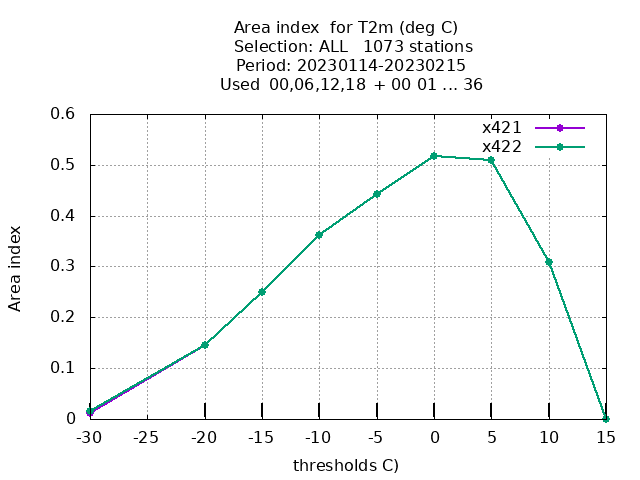 Area index  for T2m (deg C)
Selection: ALL   1073 stations
Period: 20230114-20230215
Used  00,06,12,18  + 00 01 ... 36
0.6
x421
x422
0.5
0.4
0.3
0.2
0.1
0
Area index
-30 -25 -20 -15 -10 -5 0 5 10 15
thresholds C)